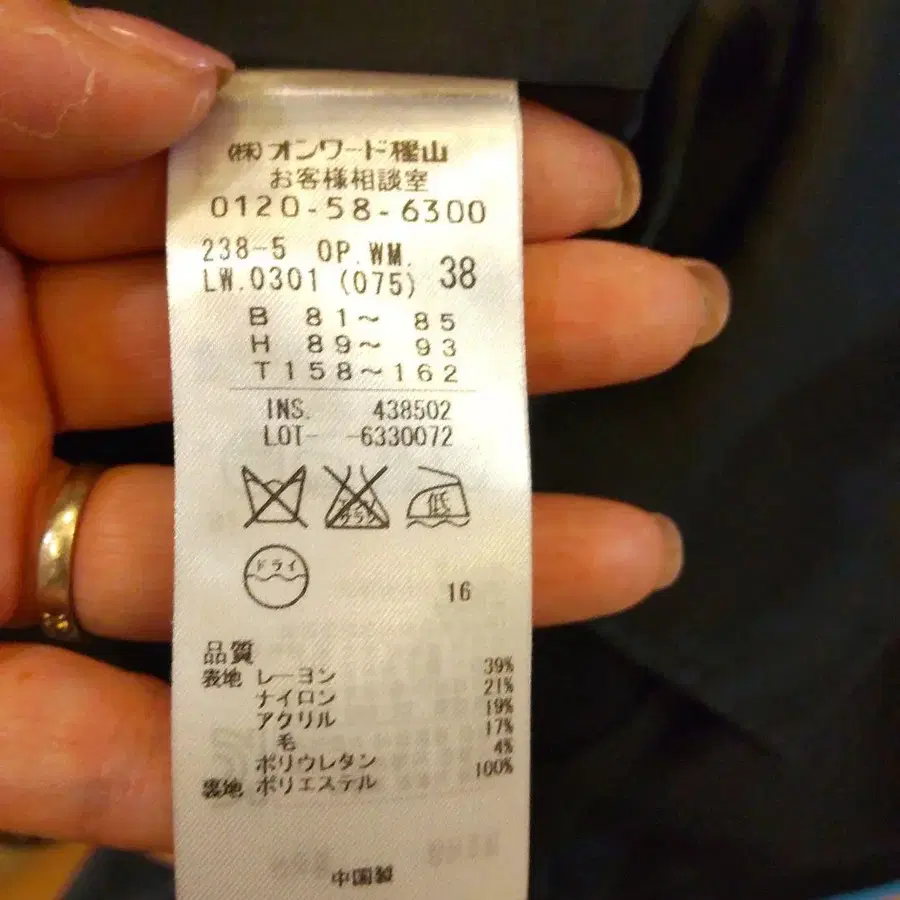 (株)オンワード樫山
お客様相談室
0120-58-6300
238-5 OP.WM.
LW.0301 (075) 38
B 81～ 85
H 89～ 93
T158～162
INS. 438502
LOT- -6330072
低
ドライ
16
品質
表地 レーヨン 39%
ナイロン 21%
アクリル 19%
毛 17%
ポリウレタン 4%
裏地 ポリエステル 100%
中国製